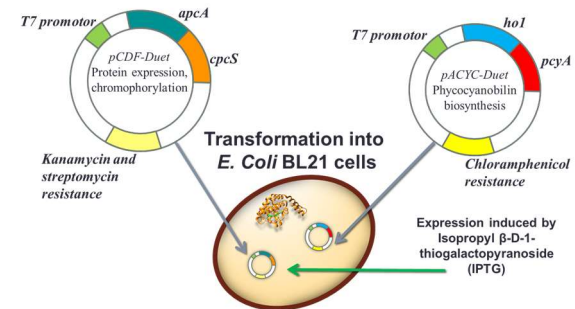 T7 promotor
apcA
cpcS
pCDF-Duet
Protein expression,
chromophorylation
Kanamycin and
streptomycin
resistance
T7 promotor
ho1
pcyA
pACYC-Duet
Phycocyanobilin
biosynthesis
Chloramphenicol
resistance
Transformation into
E. Coli BL21 cells
Expression induced by
Isopropyl β-D-1-
thiogalactopyranoside
(IPTG)